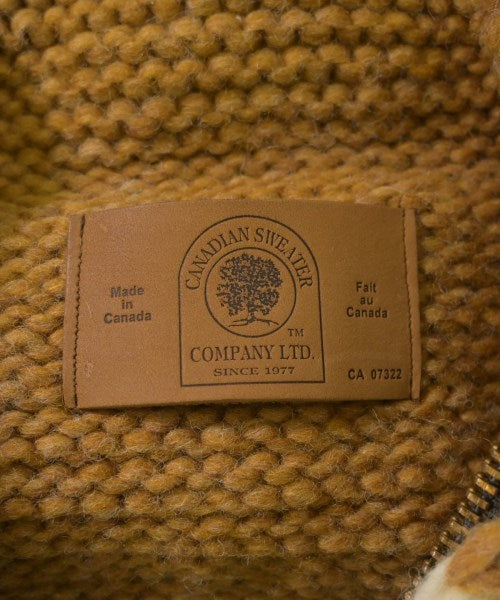 CANADIAN SWEATER
TM
COMPANY LTD.
SINCE 1977
Made
in
Canada
Fait
au
Canada
CA 07322